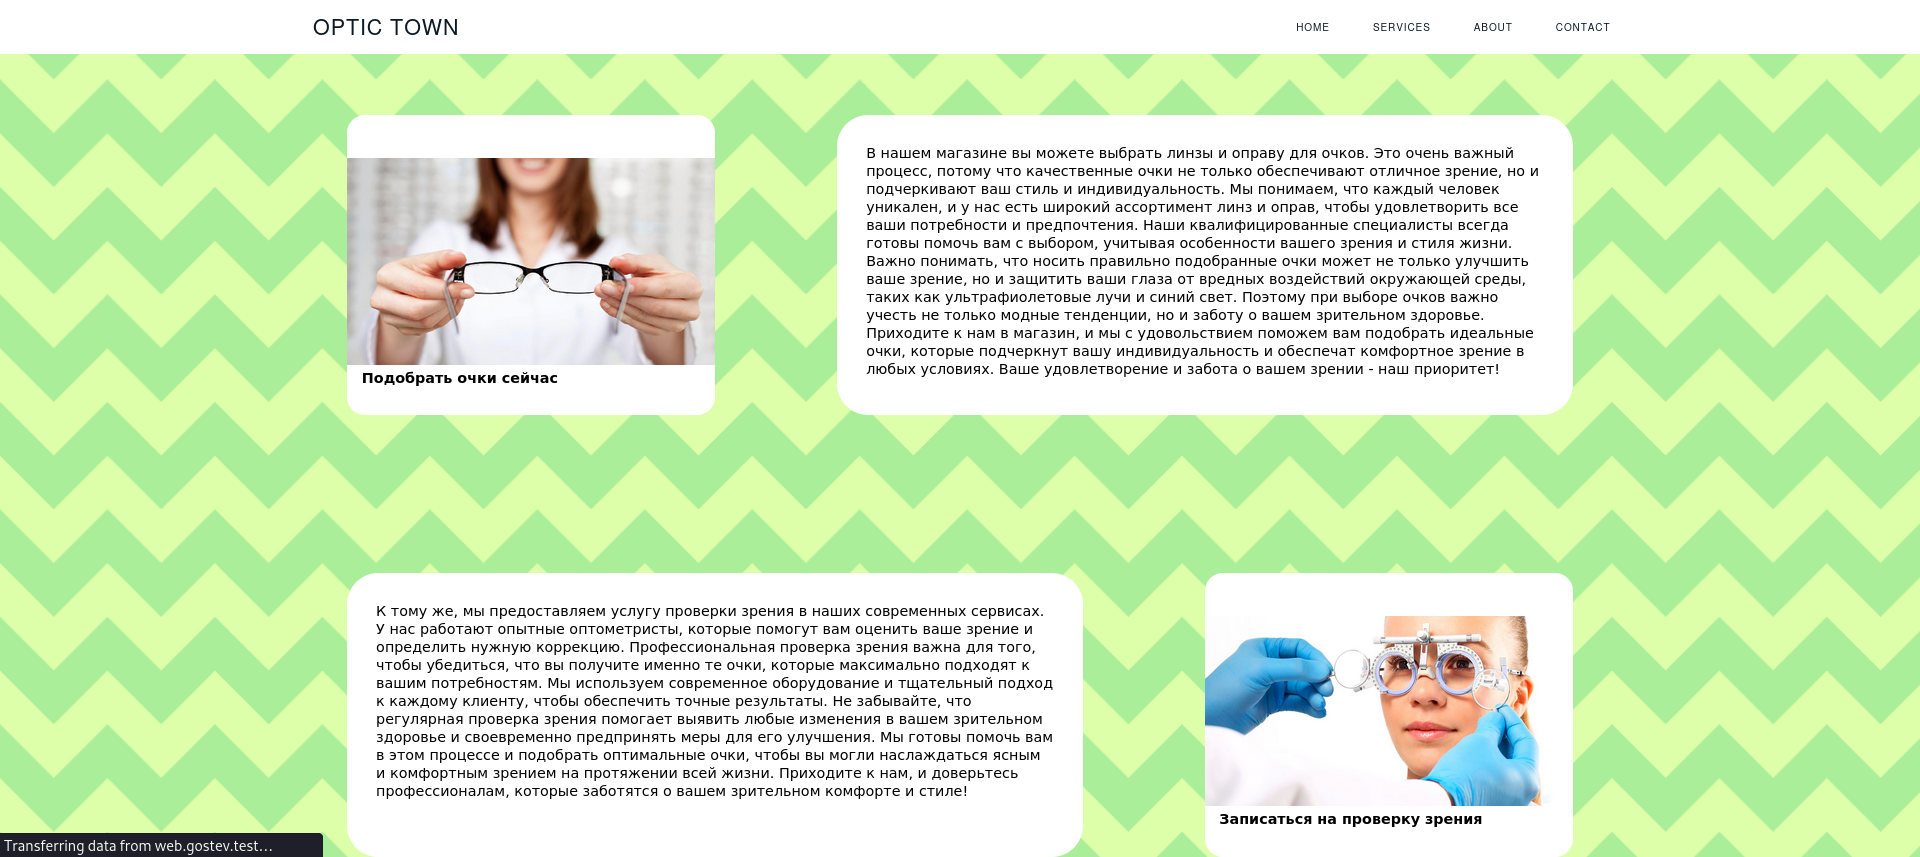 OPTIC TOWN
HOME SERVICES ABOUT CONTACT
В нашем магазине вы можете выбрать линзы и оправу для очков. Это очень важный
процесс, потому что качественные очки не только обеспечивают отличное зрение, но и
подчеркивают ваш стиль и индивидуальность. Мы понимаем, что каждый человек
уникален, и у нас есть широкий ассортимент линз и оправ, чтобы удовлетворить все
ваши потребности и предпочтения. Наши квалифицированные специалисты всегда
готовы помочь вам с выбором, учитывая особенности вашего зрения и стиля жизни.
Важно понимать, что носить правильно подобранные очки может не только улучшить
ваше зрение, но и защитить ваши глаза от вредных воздействий окружающей среды,
таких как ультрафиолетовые лучи и синий свет. Поэтому при выборе очков важно
учесть не только модные тенденции, но и заботу о вашем зрительном здоровье.
Приходите к нам в магазин, и мы с удовольствием поможем вам подобрать идеальные
очки, которые подчеркнут вашу индивидуальность и обеспечат комфортное зрение в
любых условиях. Ваше удовлетворение и забота о вашем зрении - наш приоритет!
Подобрать очки сейчас
К тому же, мы предоставляем услугу проверки зрения в наших современных сервисах.
У нас работают опытные оптометристы, которые помогут вам оценить ваше зрение и
определить нужную коррекцию. Профессиональная проверка зрения важна для того,
чтобы убедиться, что вы получите именно те очки, которые максимально подходят к
вашим потребностям. Мы используем современное оборудование и тщательный подход
к каждому клиенту, чтобы обеспечить точные результаты. Не забывайте, что
регулярная проверка зрения помогает выявить любые изменения в вашем зрительном
здоровье и своевременно предпринять меры для его улучшения. Мы готовы помочь вам
в этом процессе и подобрать оптимальные очки, чтобы вы могли наслаждаться ясным
и комфортным зрением на протяжении всей жизни. Приходите к нам, и доверьтесь
профессионалам, которые заботятся о вашем зрительном комфорте и стиле!
Записаться на проверку зрения
Transferring data from web.gostev.test...